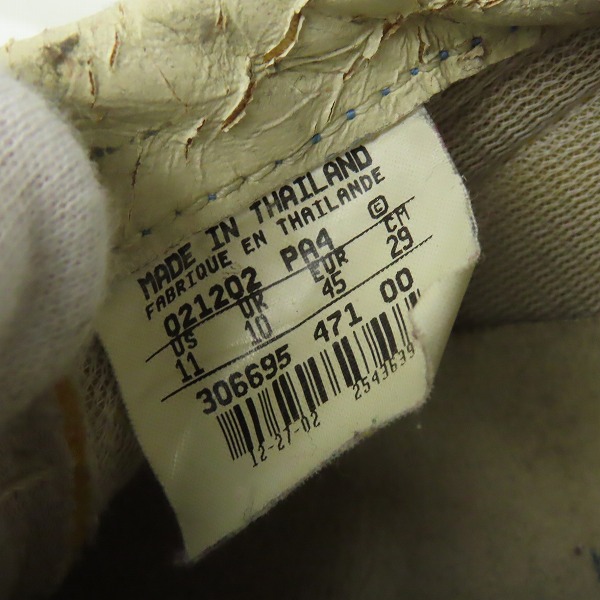 MADE IN THAILAND
FABRIQUE EN THAILANDE
021202 PA4 ©
US UK EUR CM
11 10 45 29
306695 471 00
2543639
12-27-02